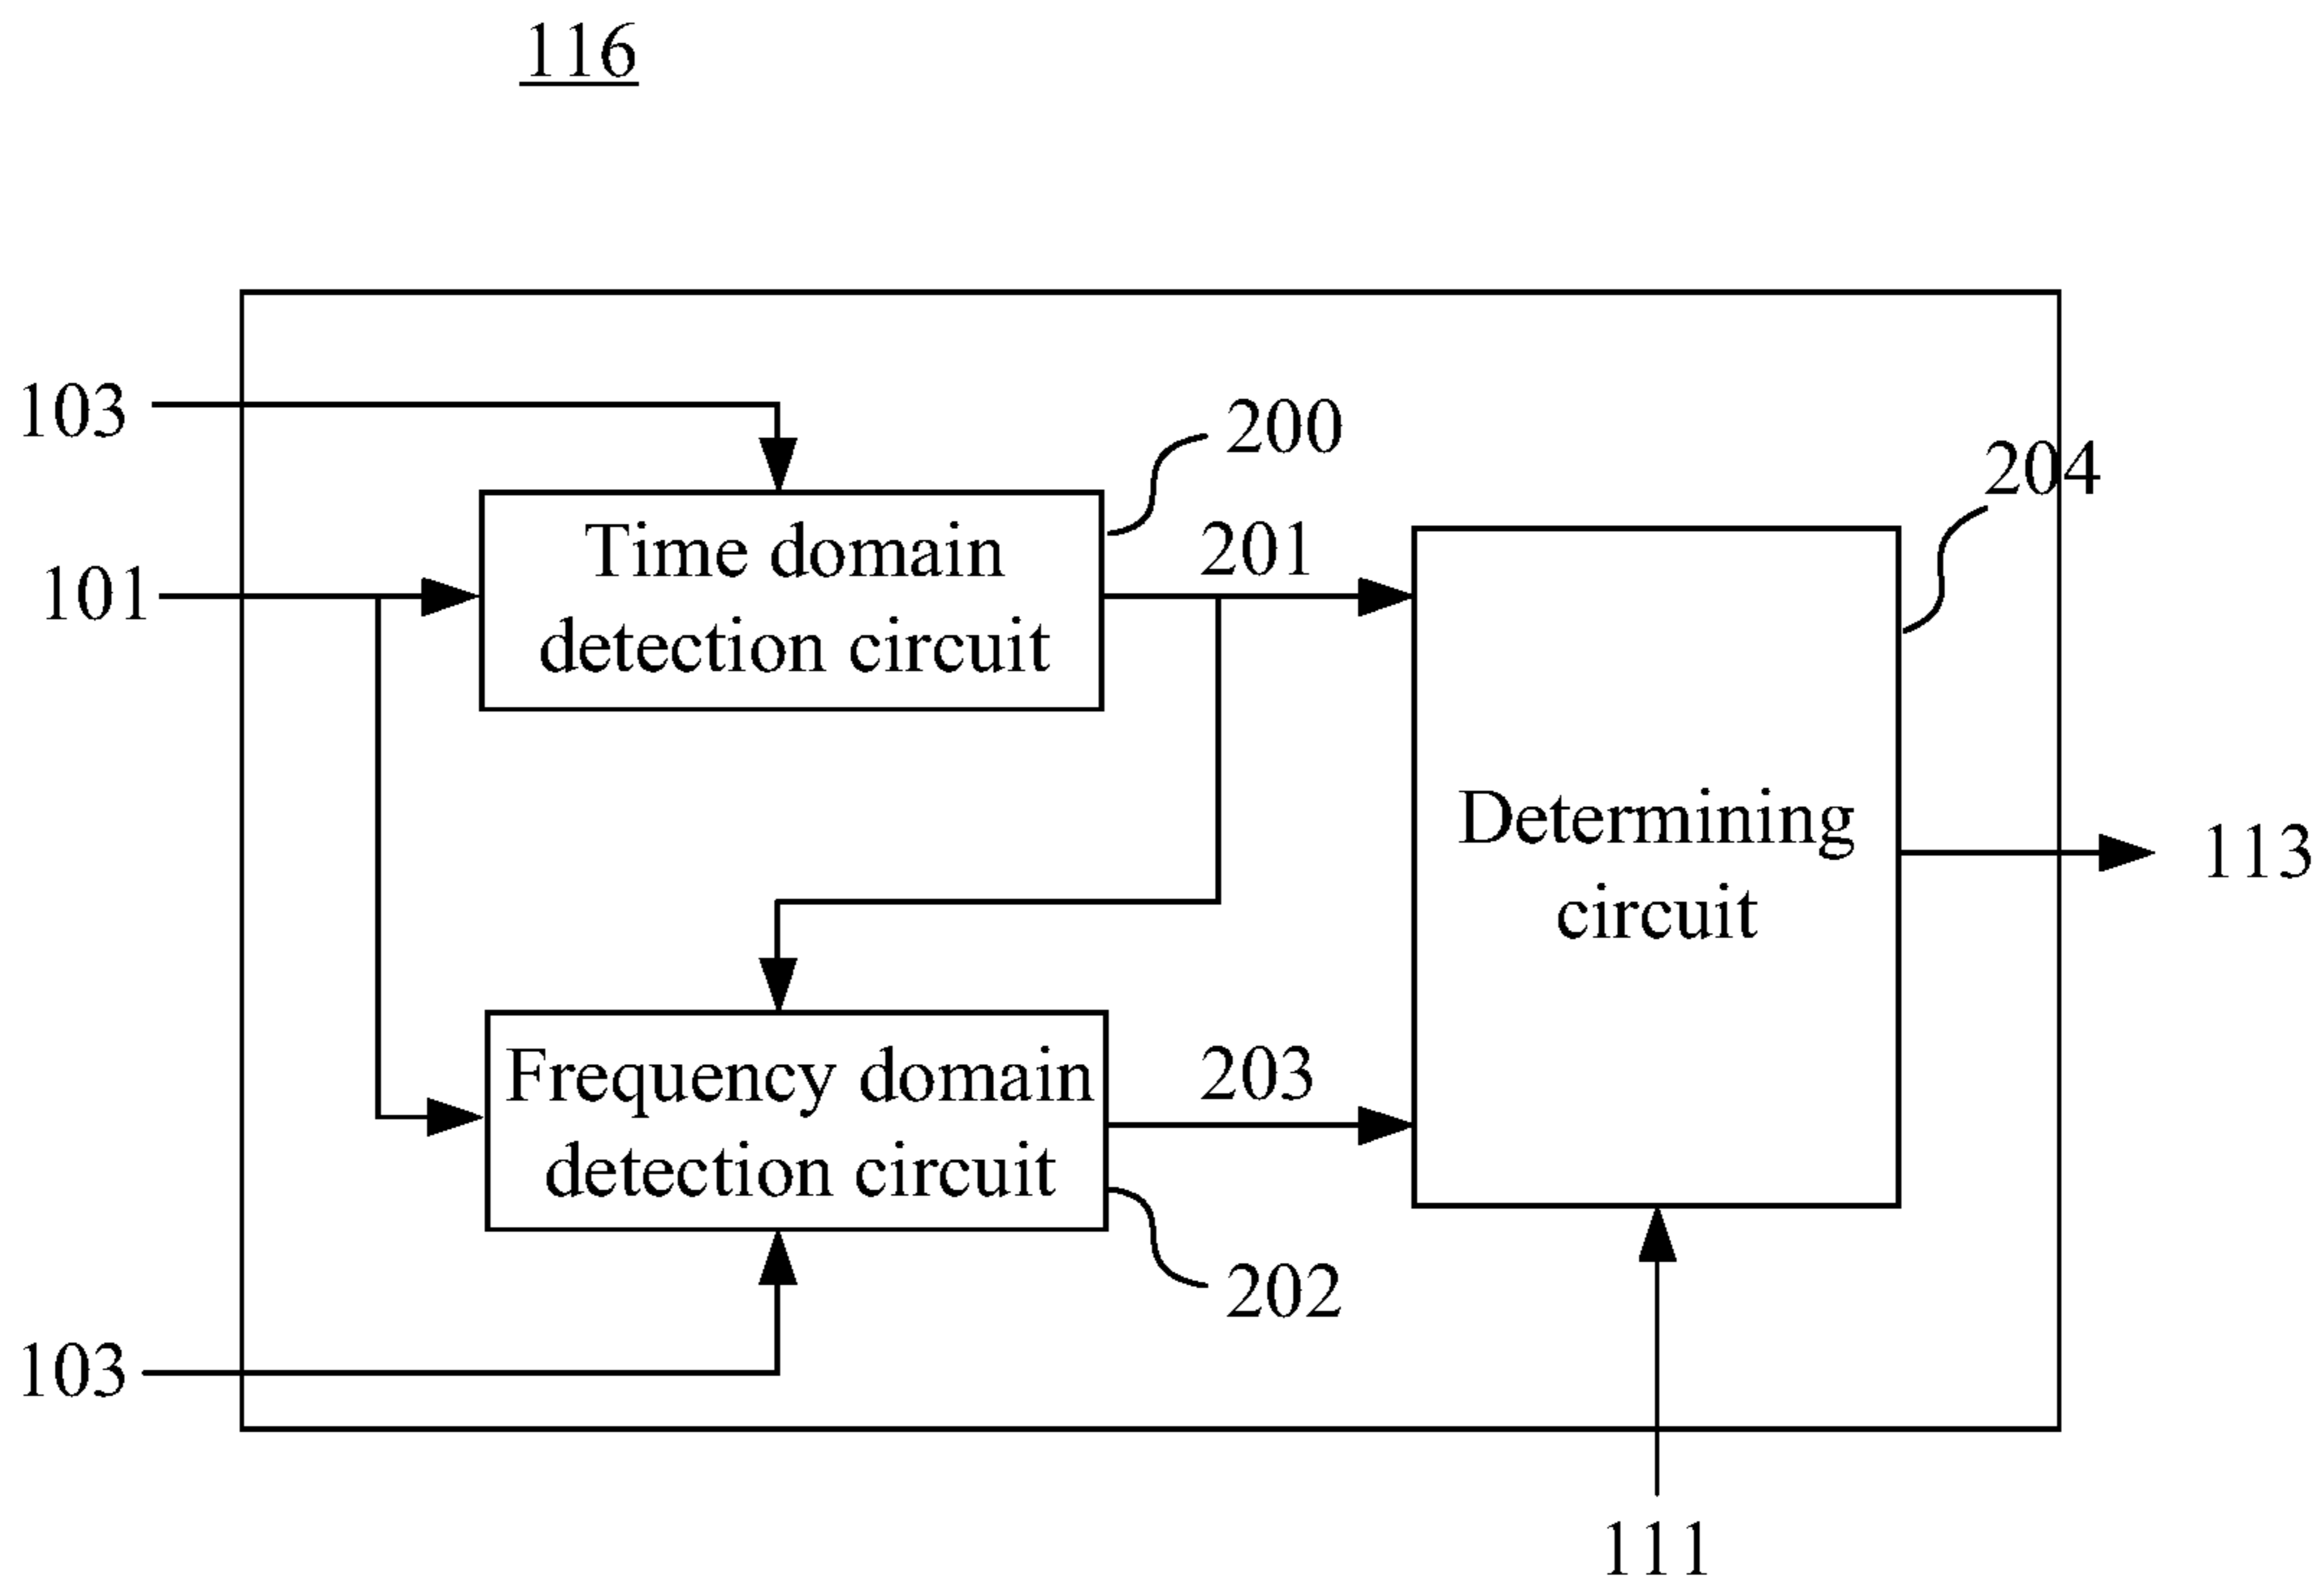 116
103
200
204
Time domain
detection circuit
201
101
Determining
circuit
113
Frequency domain
detection circuit
203
202
103
111